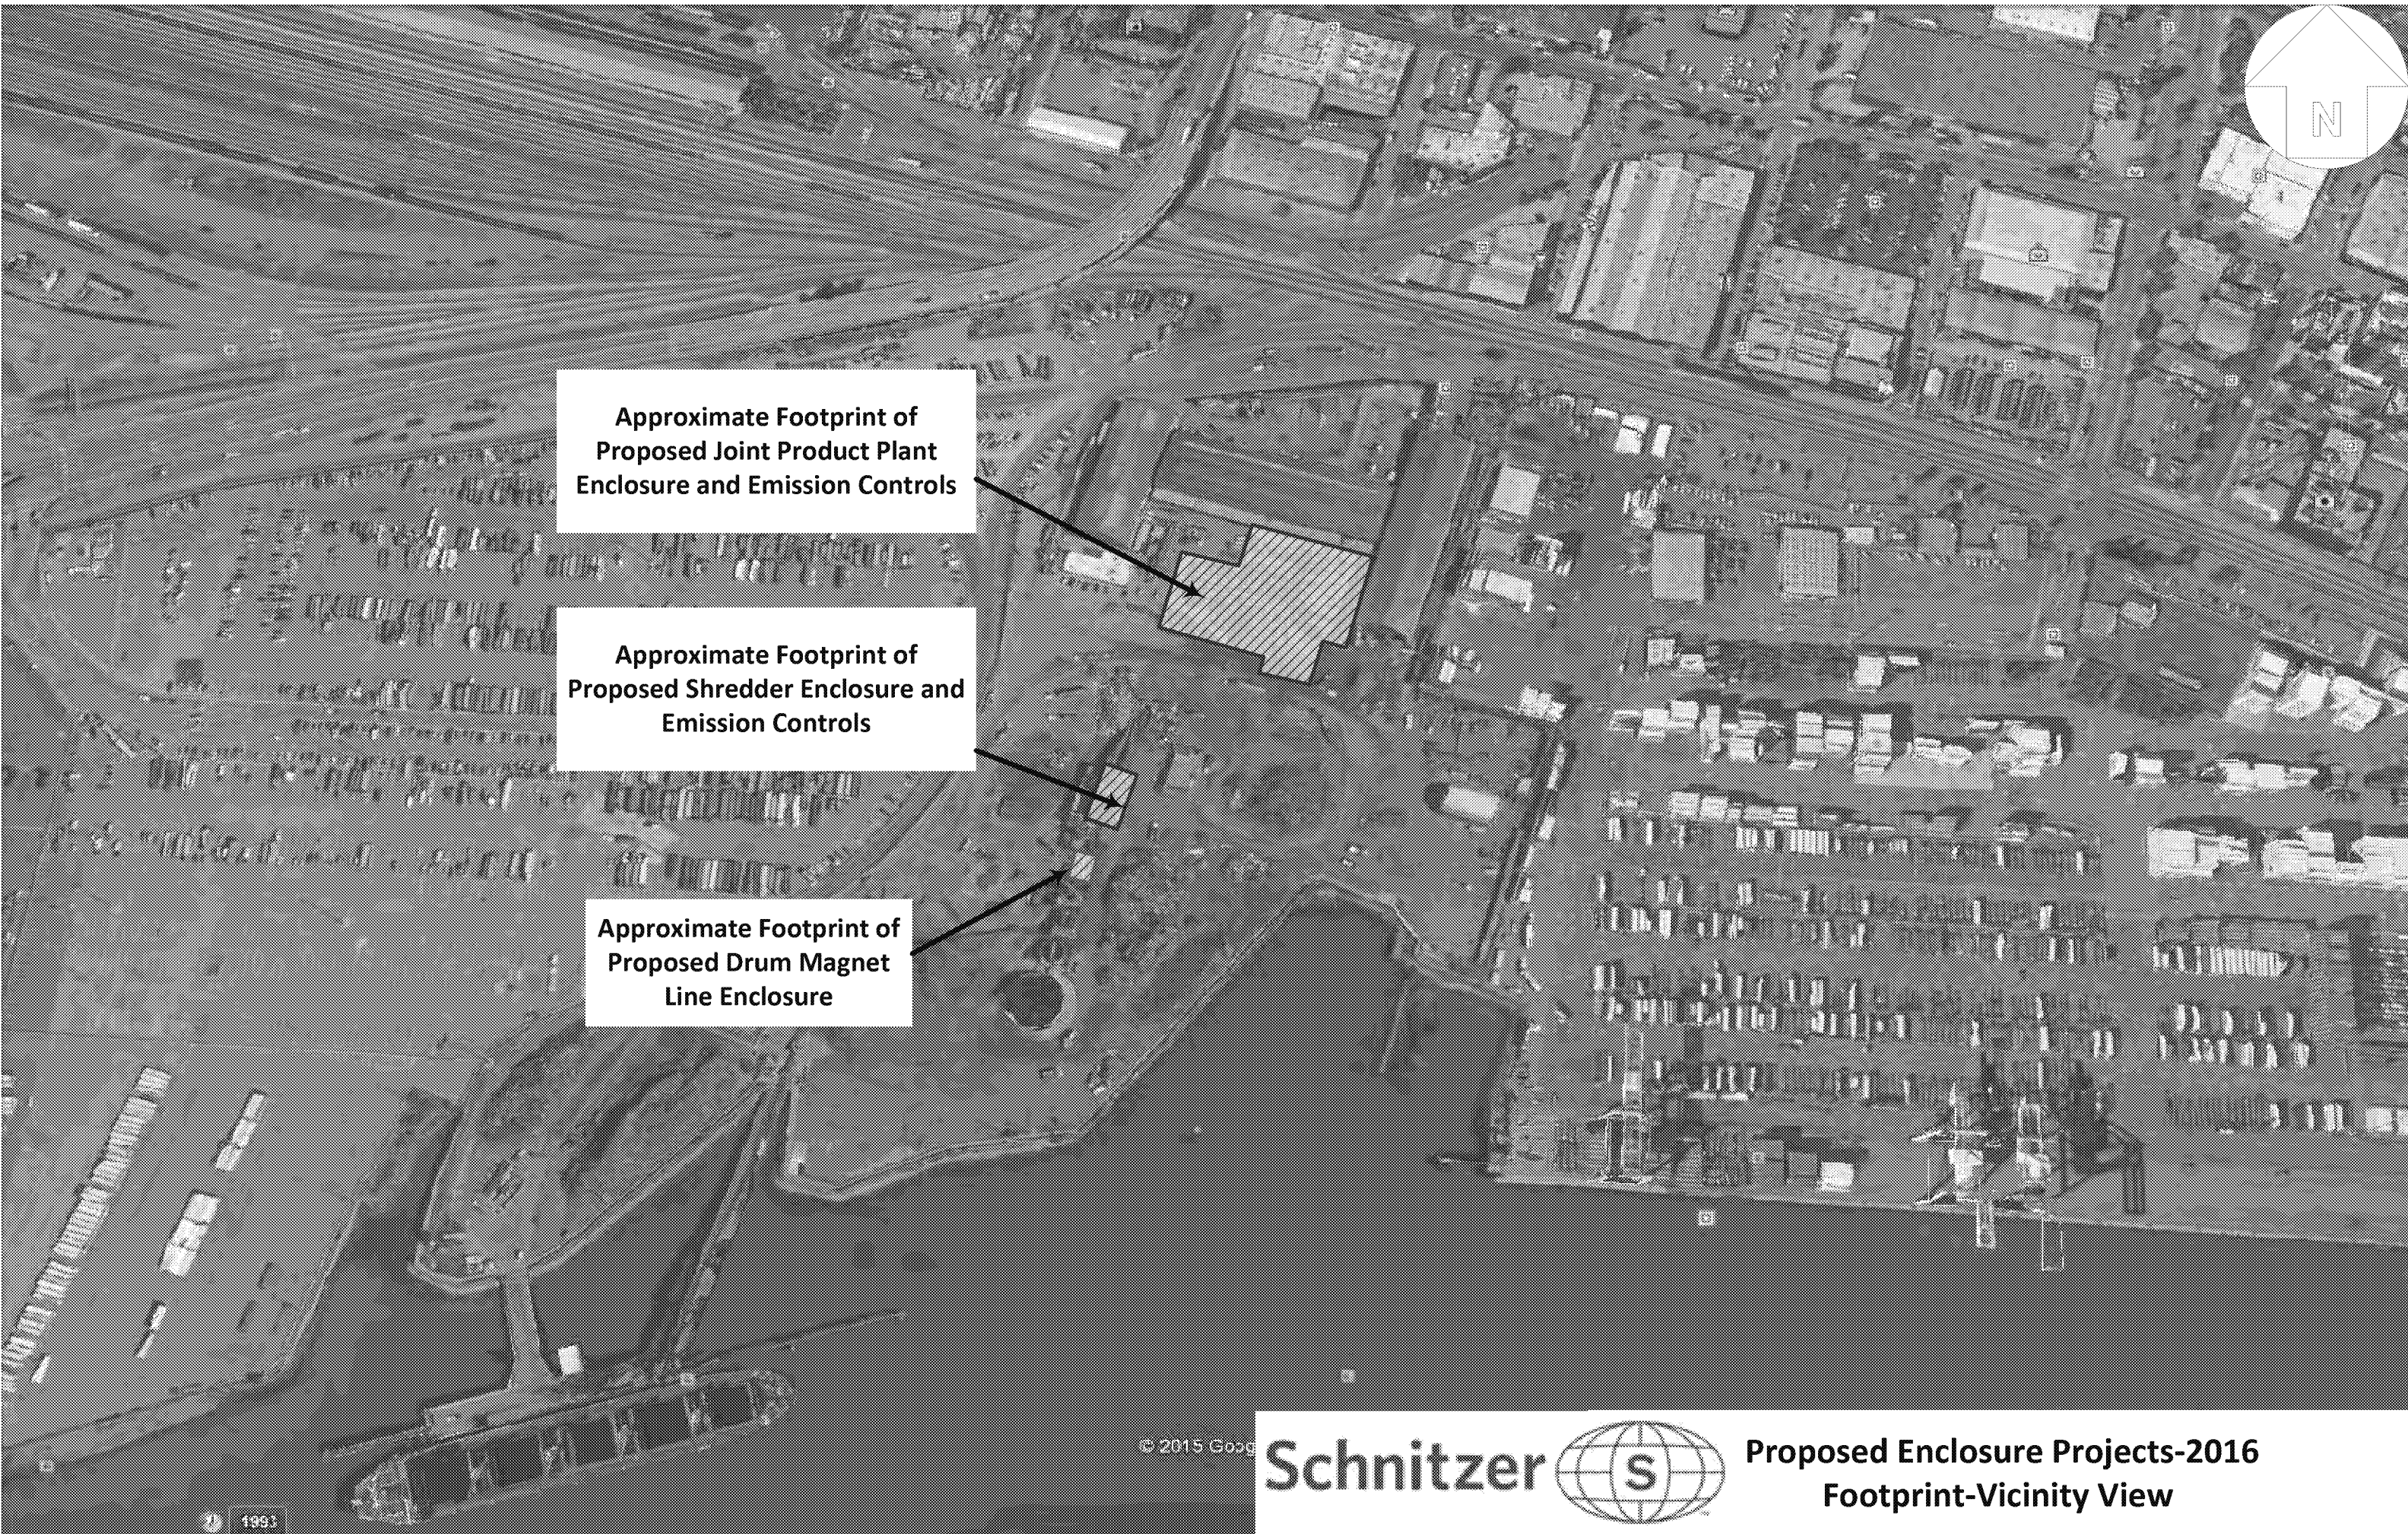 N
Approximate Footprint of
Proposed Joint Product Plant
Enclosure and Emission Controls
Approximate Footprint of
Proposed Shredder Enclosure and
Emission Controls
Approximate Footprint of
Proposed Drum Magnet
Line Enclosure
© 2015 Goog
1993
Schnitzer
S
Proposed Enclosure Projects-2016
Footprint-Vicinity View